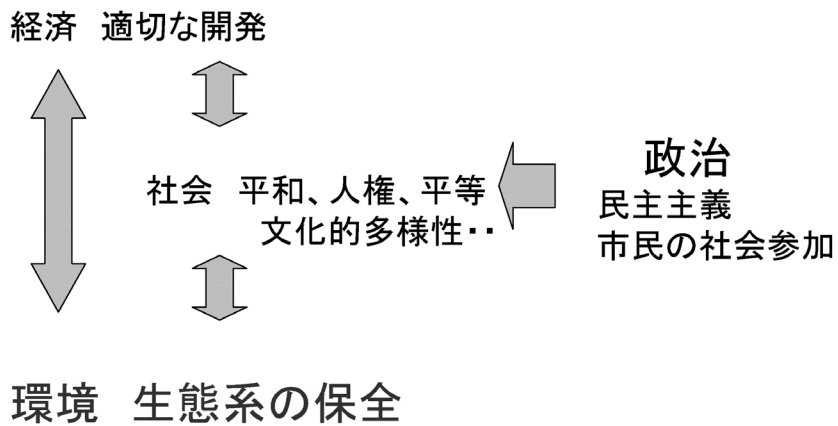 経済　適切な開発
社会　平和、人権、平等
文化的多様性・・
政治
民主主義
市民の社会参加
環境　生態系の保全